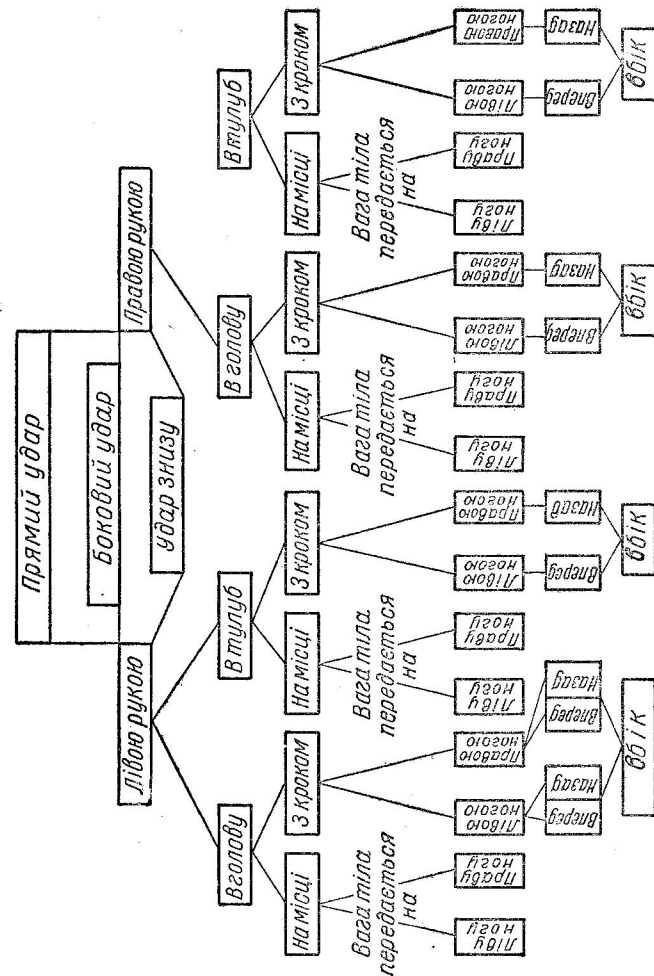 Прямий удар
Боковий удар
Удар знизу
Лівою рукою
Правою рукою
В голову
В тулуб
В голову
В тулуб
На місці
З кроком
На місці
З кроком
На місці
З кроком
На місці
З кроком
Вага тіла
передається
на
Вага тіла
передається
на
Вага тіла
передається
на
Вага тіла
передається
на
Ліву
ногу
Праву
ногу
Лівою
ногою
Правою
ногою
Ліву
ногу
Праву
ногу
Лівою
ногою
Правою
ногою
Ліву
ногу
Праву
ногу
Лівою
ногою
Правою
ногою
Ліву
ногу
Праву
ногу
Лівою
ногою
Правою
ногою
Вперед
Назад
Вперед
Назад
Вперед
Назад
Вперед
Назад
Вперед
Назад
вбік
вбік
вбік
вбік